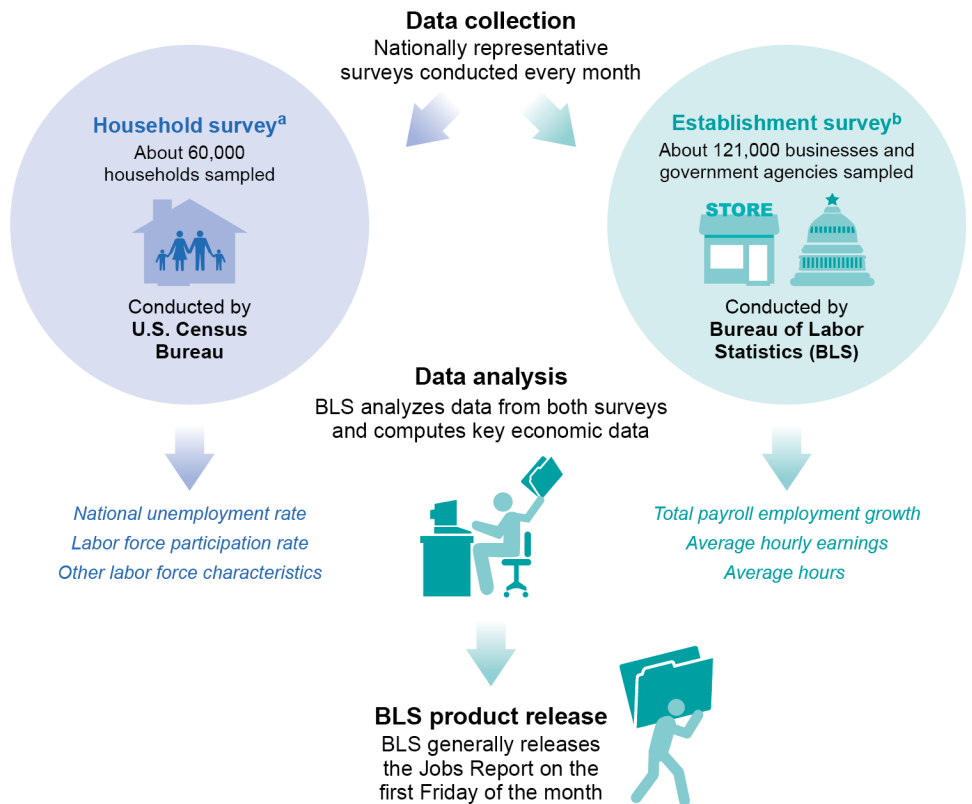 Data collection
Nationally representative
surveys conducted every month
Household surveyᵃ
About 60,000
households sampled
Conducted by
U.S. Census
Bureau
Establishment surveyᵇ
About 121,000 businesses and
government agencies sampled
STORE
Conducted by
Bureau of Labor
Statistics (BLS)
Data analysis
BLS analyzes data from both surveys
and computes key economic data
National unemployment rate
Labor force participation rate
Other labor force characteristics
Total payroll employment growth
Average hourly earnings
Average hours
BLS product release
BLS generally releases
the Jobs Report on the
first Friday of the month